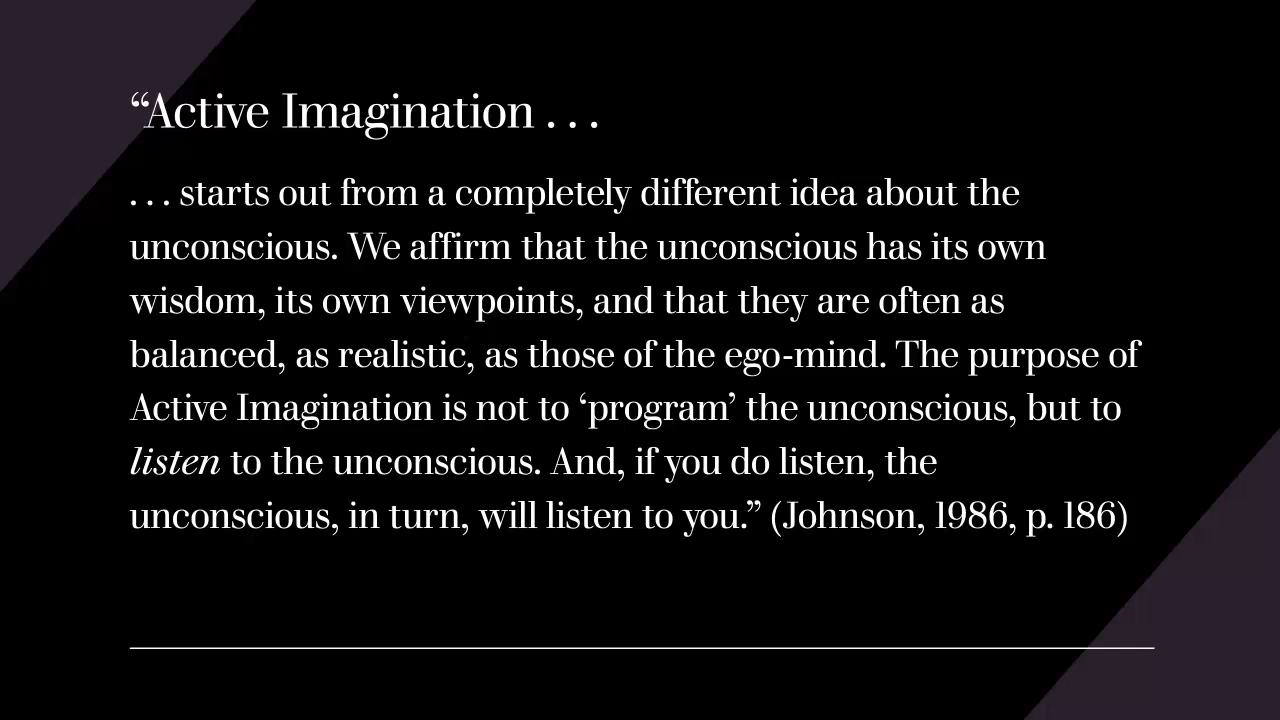 “Active Imagination . . .
. . . starts out from a completely different idea about the
unconscious. We affirm that the unconscious has its own
wisdom, its own viewpoints, and that they are often as
balanced, as realistic, as those of the ego-mind. The purpose of
Active Imagination is not to ‘program’ the unconscious, but to
listen to the unconscious. And, if you do listen, the
unconscious, in turn, will listen to you.” (Johnson, 1986, p. 186)